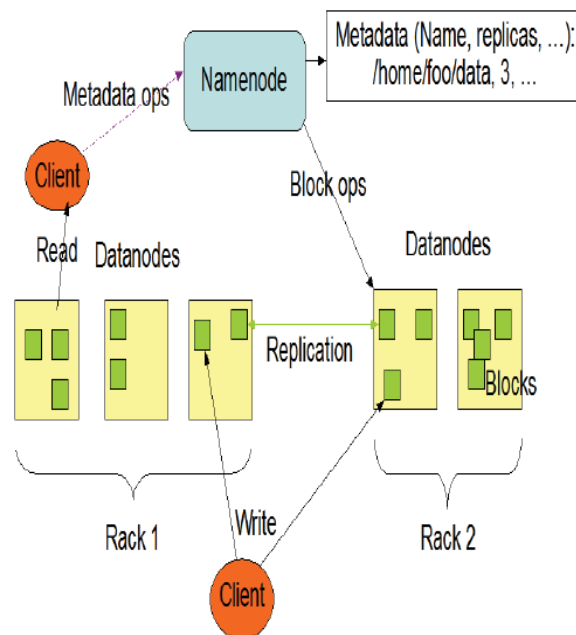 Metadata (Name, replicas, ...):
/home/foo/data, 3, ...
Namenode
Metadata ops
Client
Block ops
Read
Datanodes
Datanodes
Replication
Blocks
Rack 1
Write
Rack 2
Client